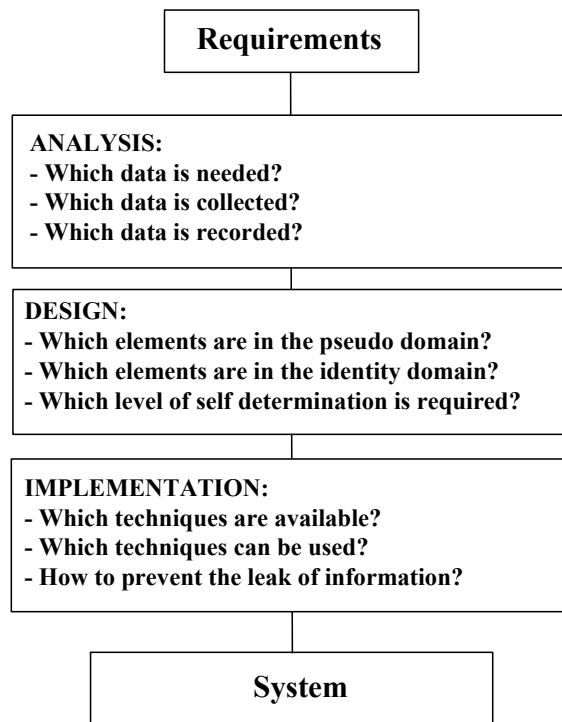 Requirements
ANALYSIS:
- Which data is needed?
- Which data is collected?
- Which data is recorded?
DESIGN:
- Which elements are in the pseudo domain?
- Which elements are in the identity domain?
- Which level of self determination is required?
IMPLEMENTATION:
- Which techniques are available?
- Which techniques can be used?
- How to prevent the leak of information?
System